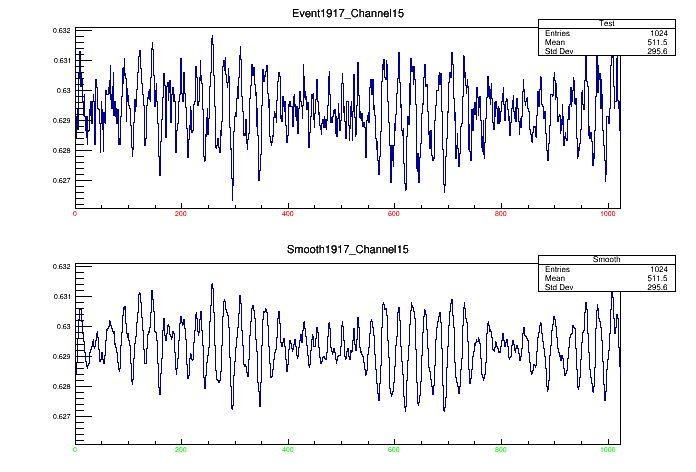 Event1917_Channel15
Test
Entries 1024
Mean 511.5
Std Dev 295.6
0.632
0.631
0.63
0.629
0.628
0.627
0 200 400 600 800 1000
Smooth1917_Channel15
Smooth
Entries 1024
Mean 511.5
Std Dev 295.6
0.632
0.631
0.63
0.629
0.628
0.627
0 200 400 600 800 1000